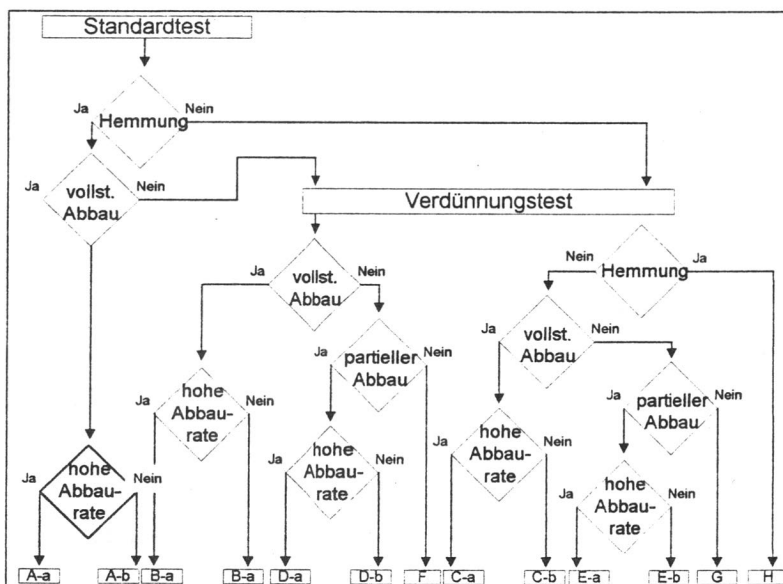 Standardtest
Ja
Nein
Hemmung
Ja
vollst.
Abbau
Nein
Verdünnungstest
Ja
vollst.
Abbau
Nein
Nein
Hemmung
Ja
Ja
partieller
Abbau
Nein
Ja
vollst.
Abbau
Nein
Ja
hohe
Abbau-
rate
Nein
Ja
partieller
Abbau
Nein
Ja
hohe
Abbau-
rate
Nein
Ja
hohe
Abbau-
rate
Nein
Ja
hohe
Abbau-
rate
Nein
Ja
hohe
Abbau-
rate
Nein
A-a A-b B-a B-a D-a D-b F C-a C-b E-a E-b G H